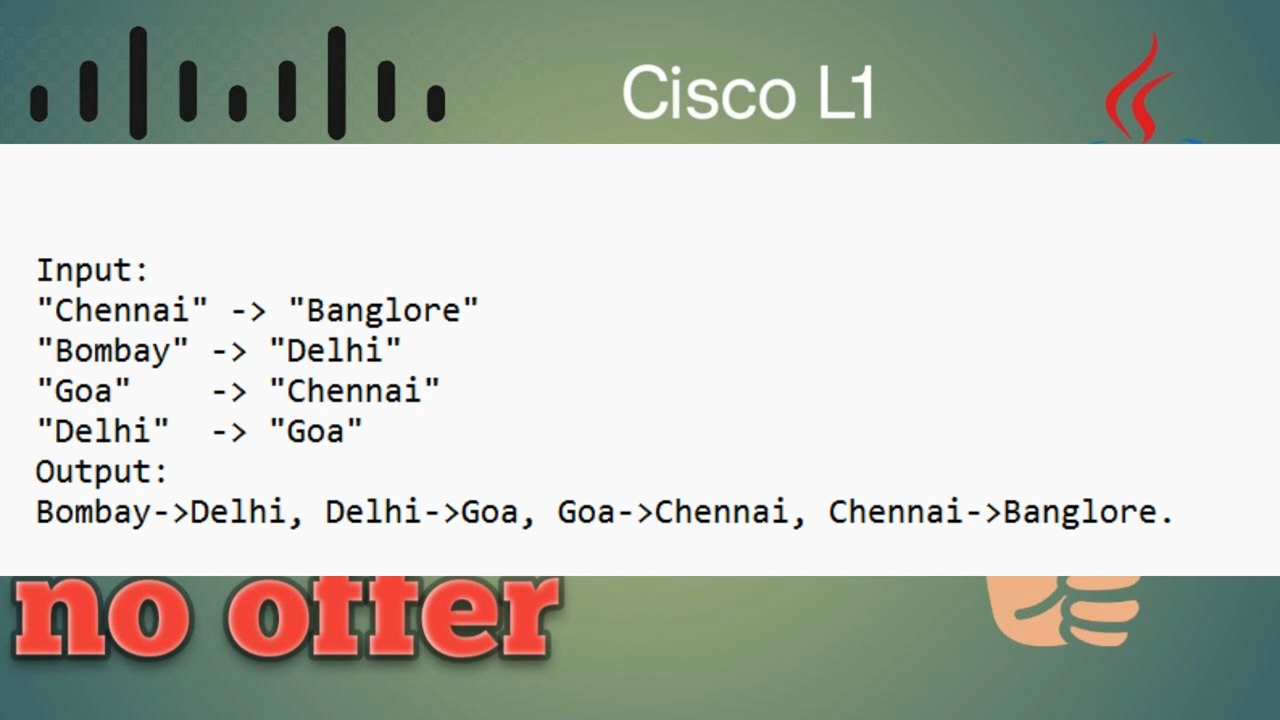 Cisco L1
Input:
"Chennai" -> "Banglore"
"Bombay" -> "Delhi"
"Goa"    -> "Chennai"
"Delhi"  -> "Goa"
Output:
Bombay->Delhi, Delhi->Goa, Goa->Chennai, Chennai->Banglore.
no offer